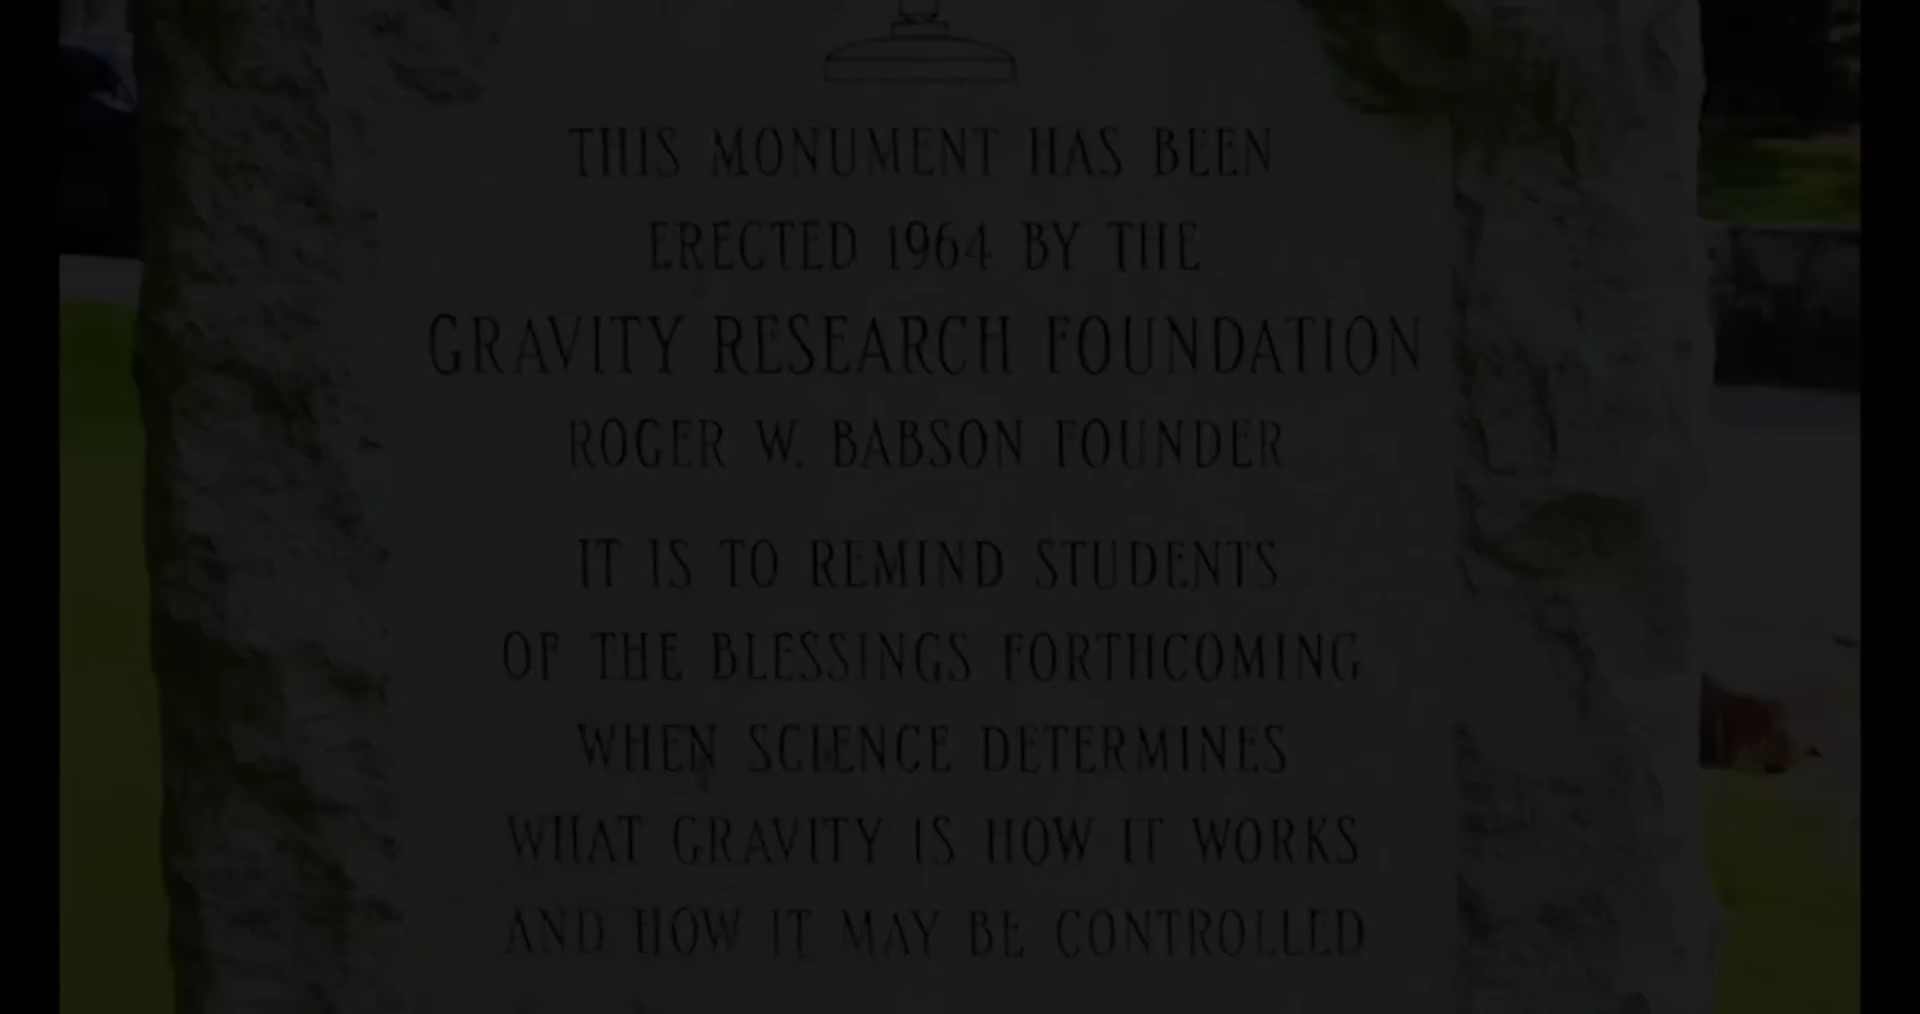 THIS MONUMENT HAS BEEN
ERECTED 1964 BY THE
GRAVITY RESEARCH FOUNDATION
ROGER W. BABSON FOUNDER
IT IS TO REMIND STUDENTS
OF THE BLESSINGS FORTHCOMING
WHEN SCIENCE DETERMINES
WHAT GRAVITY IS HOW IT WORKS
AND HOW IT MAY BE CONTROLLED